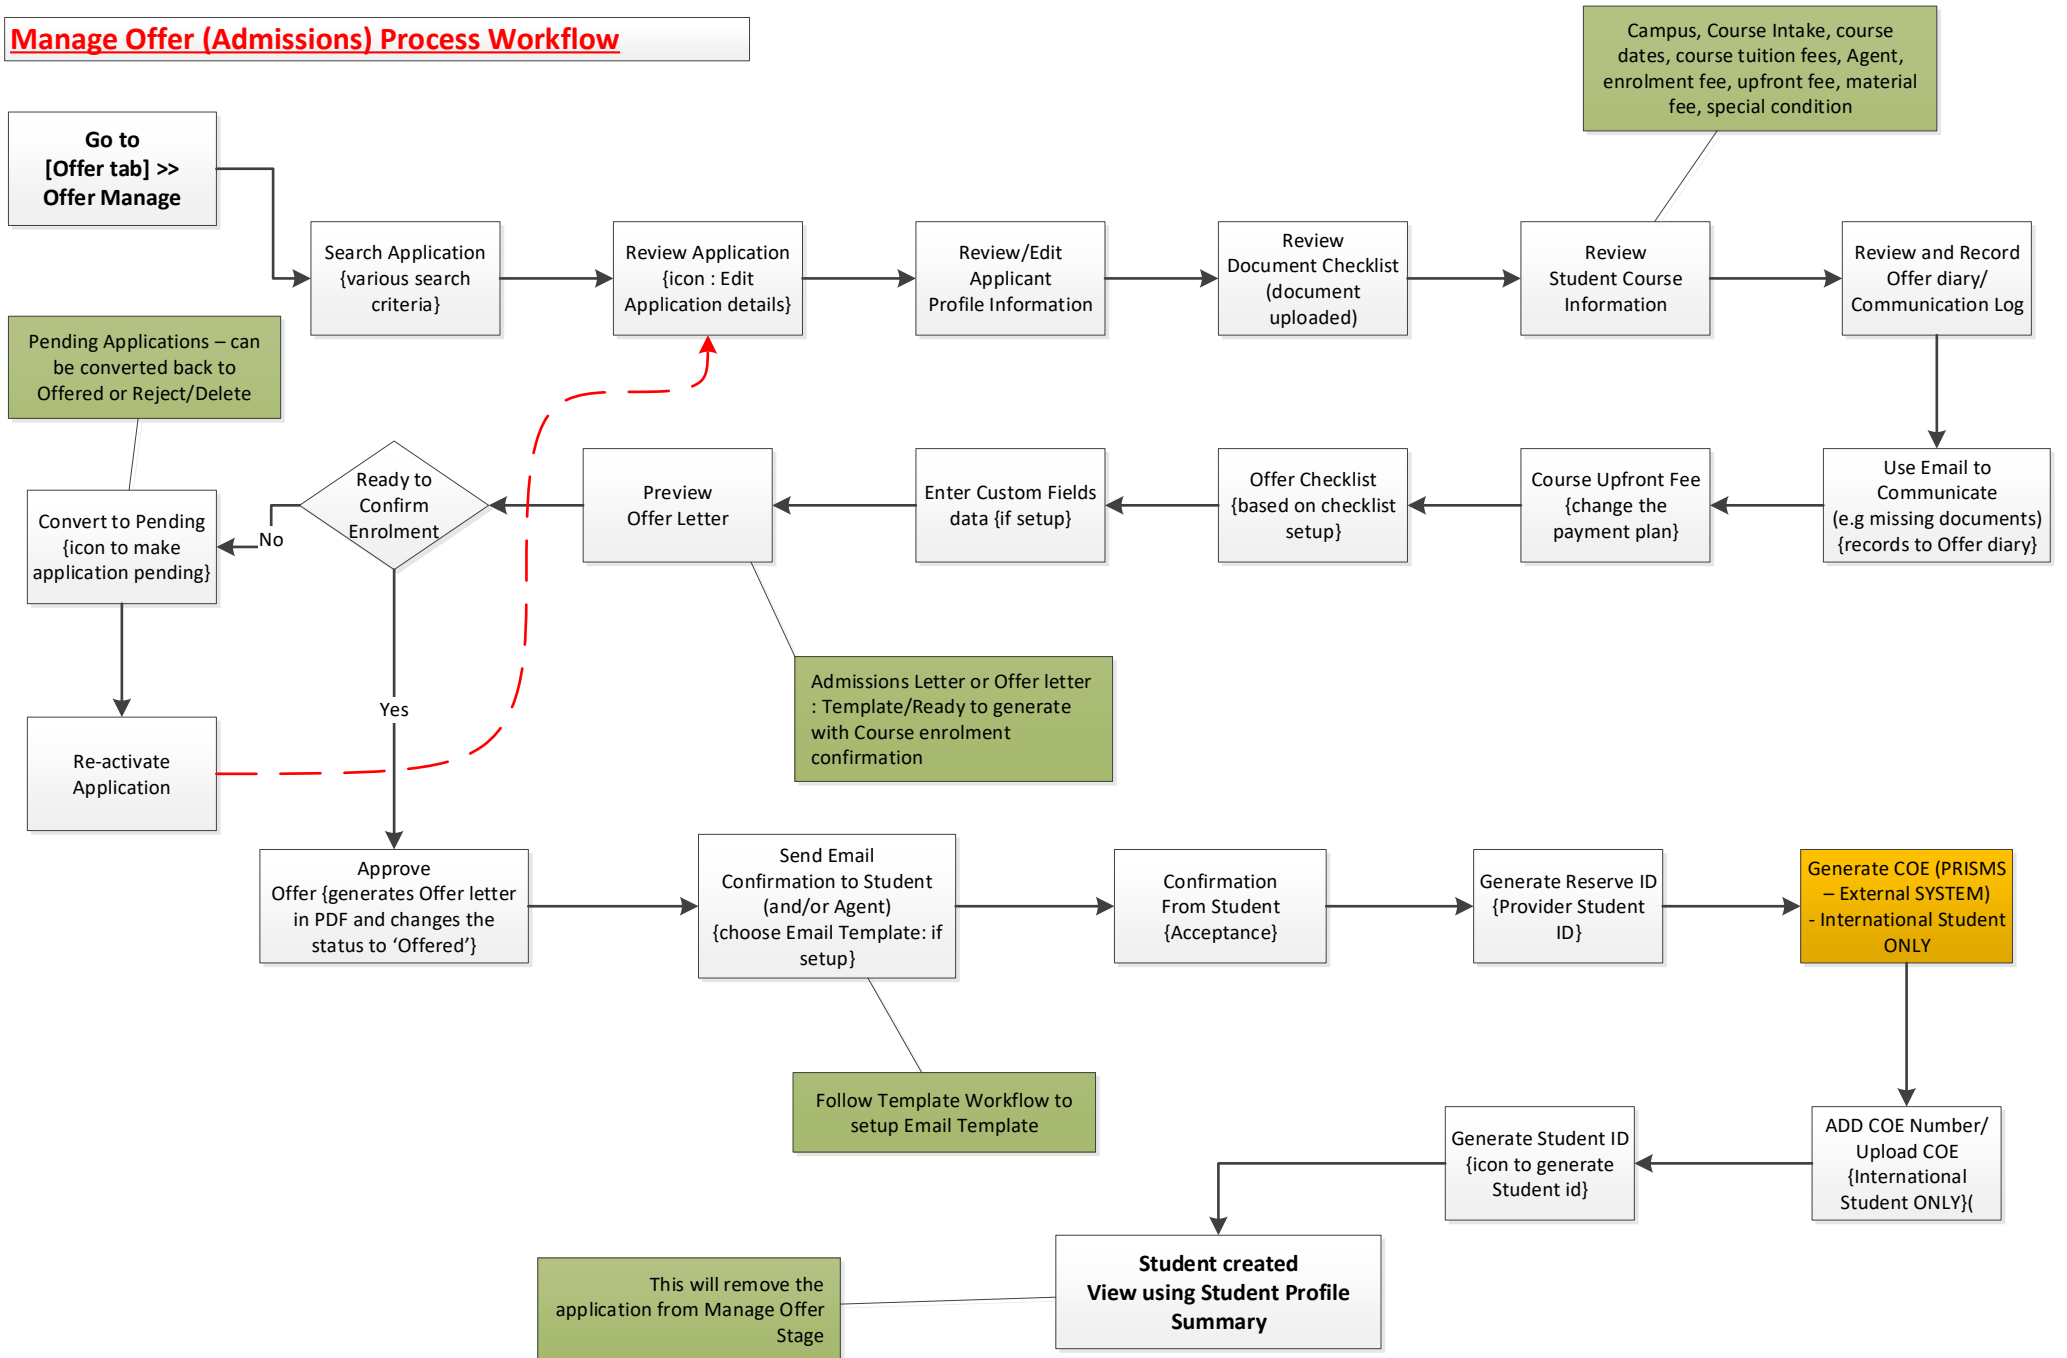 Manage Offer (Admissions) Process Workflow
Campus, Course Intake, course
dates, course tuition fees, Agent,
enrolment fee, upfront fee, material
fee, special condition
Go to
[Offer tab] >>
Offer Manage
Search Application
{various search
criteria}
Review Application
{icon : Edit
Application details}
Review/Edit
Applicant
Profile Information
Review
Document Checklist
(document
uploaded)
Review
Student Course
Information
Review and Record
Offer diary/
Communication Log
Pending Applications – can
be converted back to
Offered or Reject/Delete
Use Email to
Communicate
(e.g missing documents)
{records to Offer diary}
Course Upfront Fee
{change the
payment plan}
Offer Checklist
{based on checklist
setup}
Enter Custom Fields
data {if setup}
Preview
Offer Letter
Ready to
Confirm
Enrolment
No
Convert to Pending
{icon to make
application pending}
Yes
Admissions Letter or Offer letter
: Template/Ready to generate
with Course enrolment
confirmation
Re-activate
Application
Approve
Offer {generates Offer letter
in PDF and changes the
status to ‘Offered’}
Send Email
Confirmation to Student
(and/or Agent)
{choose Email Template: if
setup}
Confirmation
From Student
{Acceptance}
Generate Reserve ID
{Provider Student
ID}
Generate COE (PRISMS
– External SYSTEM)
- International Student
ONLY
Follow Template Workflow to
setup Email Template
ADD COE Number/
Upload COE
{International
Student ONLY}(
Generate Student ID
{icon to generate
Student id}
Student created
View using Student Profile
Summary
This will remove the
application from Manage Offer
Stage